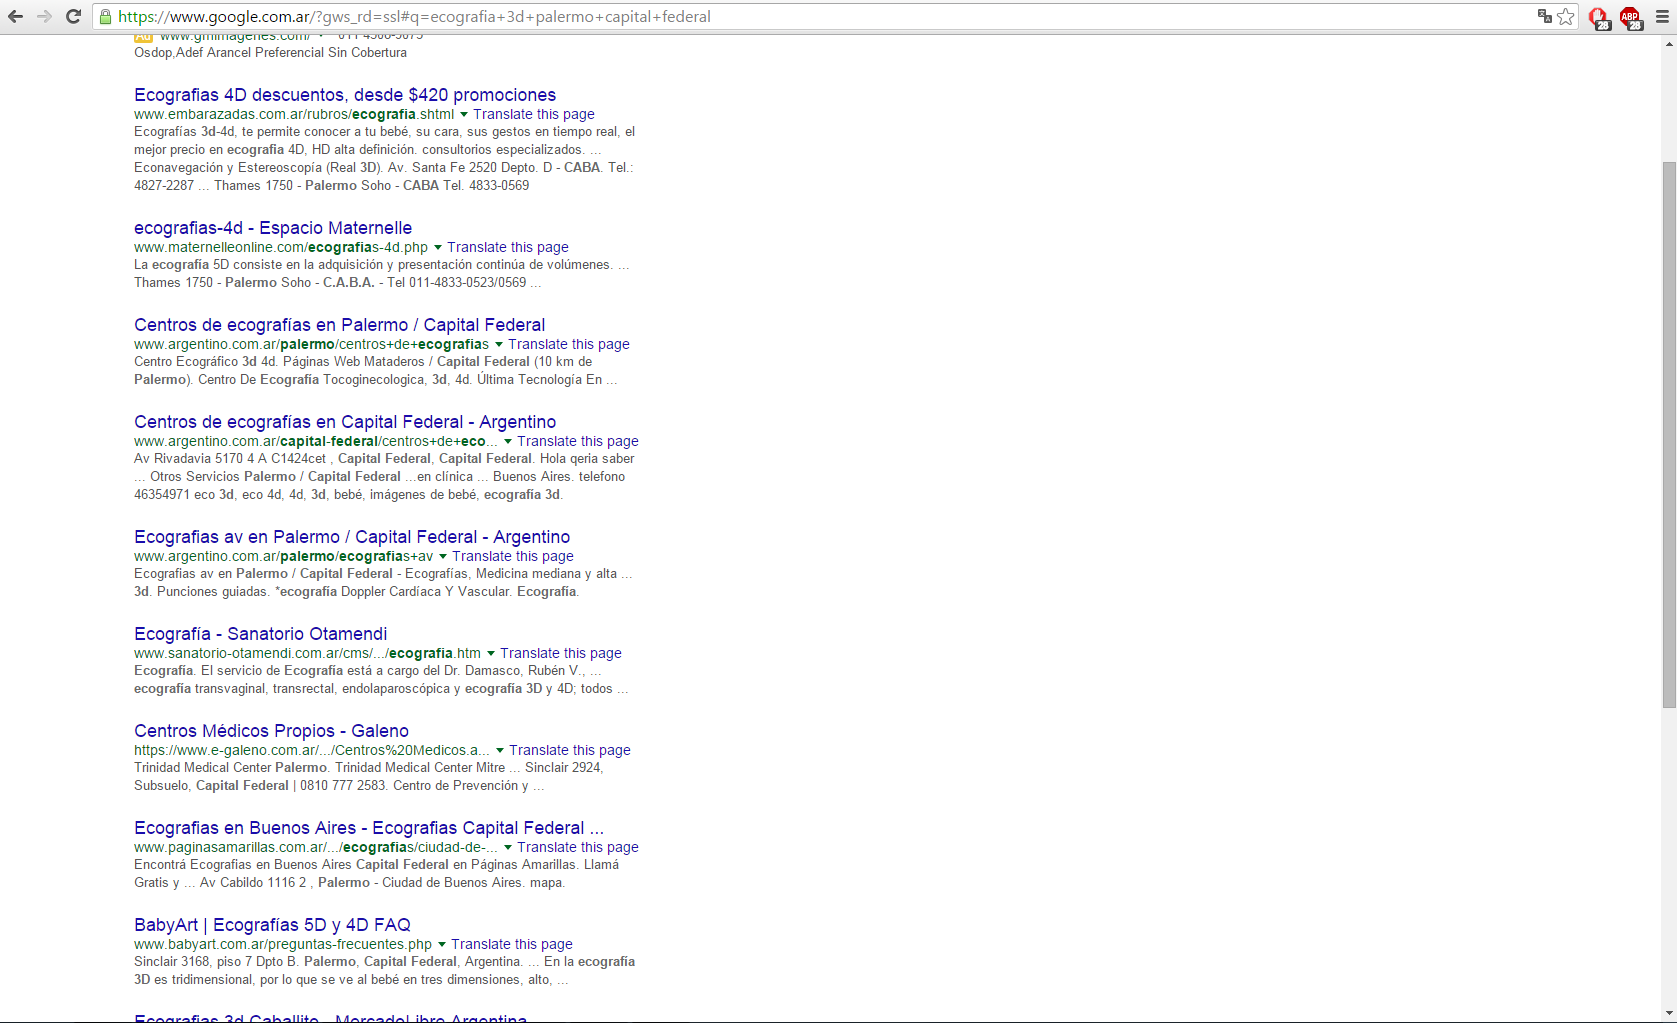 https://www.google.com.ar/?gws_rd=ssl#q=ecografia+3d+palermo+capital+federal
28
28
Ad www.gmimagenes.com/
Osdop,Adef Arancel Preferencial Sin Cobertura
Ecografias 4D descuentos, desde $420 promociones
www.embarazadas.com.ar/rubros/ecografia.shtml Translate this page
Ecografías 3d-4d, te permite conocer a tu bebé, su cara, sus gestos en tiempo real, el
mejor precio en ecografia 4D, HD alta definición. consultorios especializados. ...
Econavegación y Estereoscopía (Real 3D). Av. Santa Fe 2520 Depto. D - CABA. Tel.:
4827-2287 ... Thames 1750 - Palermo Soho - CABA Tel. 4833-0569
ecografias-4d - Espacio Maternelle
www.maternelleonline.com/ecografias-4d.php Translate this page
La ecografía 5D consiste en la adquisición y presentación continúa de volúmenes. ...
Thames 1750 - Palermo Soho - C.A.B.A. - Tel 011-4833-0523/0569 ...
Centros de ecografías en Palermo / Capital Federal
www.argentino.com.ar/palermo/centros+de+ecografias Translate this page
Centro Ecográfico 3d 4d. Páginas Web Mataderos / Capital Federal (10 km de
Palermo). Centro De Ecografía Tocoginecologica, 3d, 4d. Última Tecnología En ...
Centros de ecografías en Capital Federal - Argentino
www.argentino.com.ar/capital-federal/centros+de+eco... Translate this page
Av Rivadavia 5170 4 A C1424cet , Capital Federal, Capital Federal. Hola qeria saber
... Otros Servicios Palermo / Capital Federal ...en clínica ... Buenos Aires. telefono
46354971 eco 3d, eco 4d, 4d, 3d, bebé, imágenes de bebé, ecografía 3d.
Ecografias av en Palermo / Capital Federal - Argentino
www.argentino.com.ar/palermo/ecografias+av Translate this page
Ecografias av en Palermo / Capital Federal - Ecografías, Medicina mediana y alta ...
3d. Punciones guiadas. *ecografía Doppler Cardíaca Y Vascular. Ecografía.
Ecografía - Sanatorio Otamendi
www.sanatorio-otamendi.com.ar/cms/.../ecografia.htm Translate this page
Ecografía. El servicio de Ecografía está a cargo del Dr. Damasco, Rubén V., ...
ecografía transvaginal, transrectal, endolaparoscópica y ecografía 3D y 4D; todos ...
Centros Médicos Propios - Galeno
https://www.e-galeno.com.ar/.../Centros%20Medicos.a... Translate this page
Trinidad Medical Center Palermo. Trinidad Medical Center Mitre ... Sinclair 2924,
Subsuelo, Capital Federal | 0810 777 2583. Centro de Prevención y ...
Ecografias en Buenos Aires - Ecografias Capital Federal ...
www.paginasamarillas.com.ar/.../ecografias/ciudad-de-... Translate this page
Encontrá Ecografias en Buenos Aires Capital Federal en Páginas Amarillas. Llamá
Gratis y ... Av Cabildo 1116 2 , Palermo - Ciudad de Buenos Aires. mapa.
BabyArt | Ecografías 5D y 4D FAQ
www.babyart.com.ar/preguntas-frecuentes.php Translate this page
Sinclair 3168, piso 7 Dpto B. Palermo, Capital Federal, Argentina. ... En la ecografía
3D es tridimensional, por lo que se ve al bebé en tres dimensiones, alto, ...
Ecografias 3d Caballito - MercadoLibre Argentina